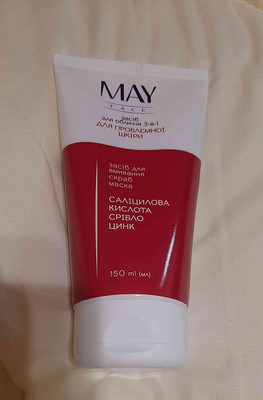 MAY
FACE
засіб
для обличчя 3-в-1
ДЛЯ ПРОБЛЕМНОЇ
ШКІРИ
засіб для
вмивання
скраб
маска
САЛІЦИЛОВА
КИСЛОТА
СРІБЛО
ЦИНК
150 ml (мл)